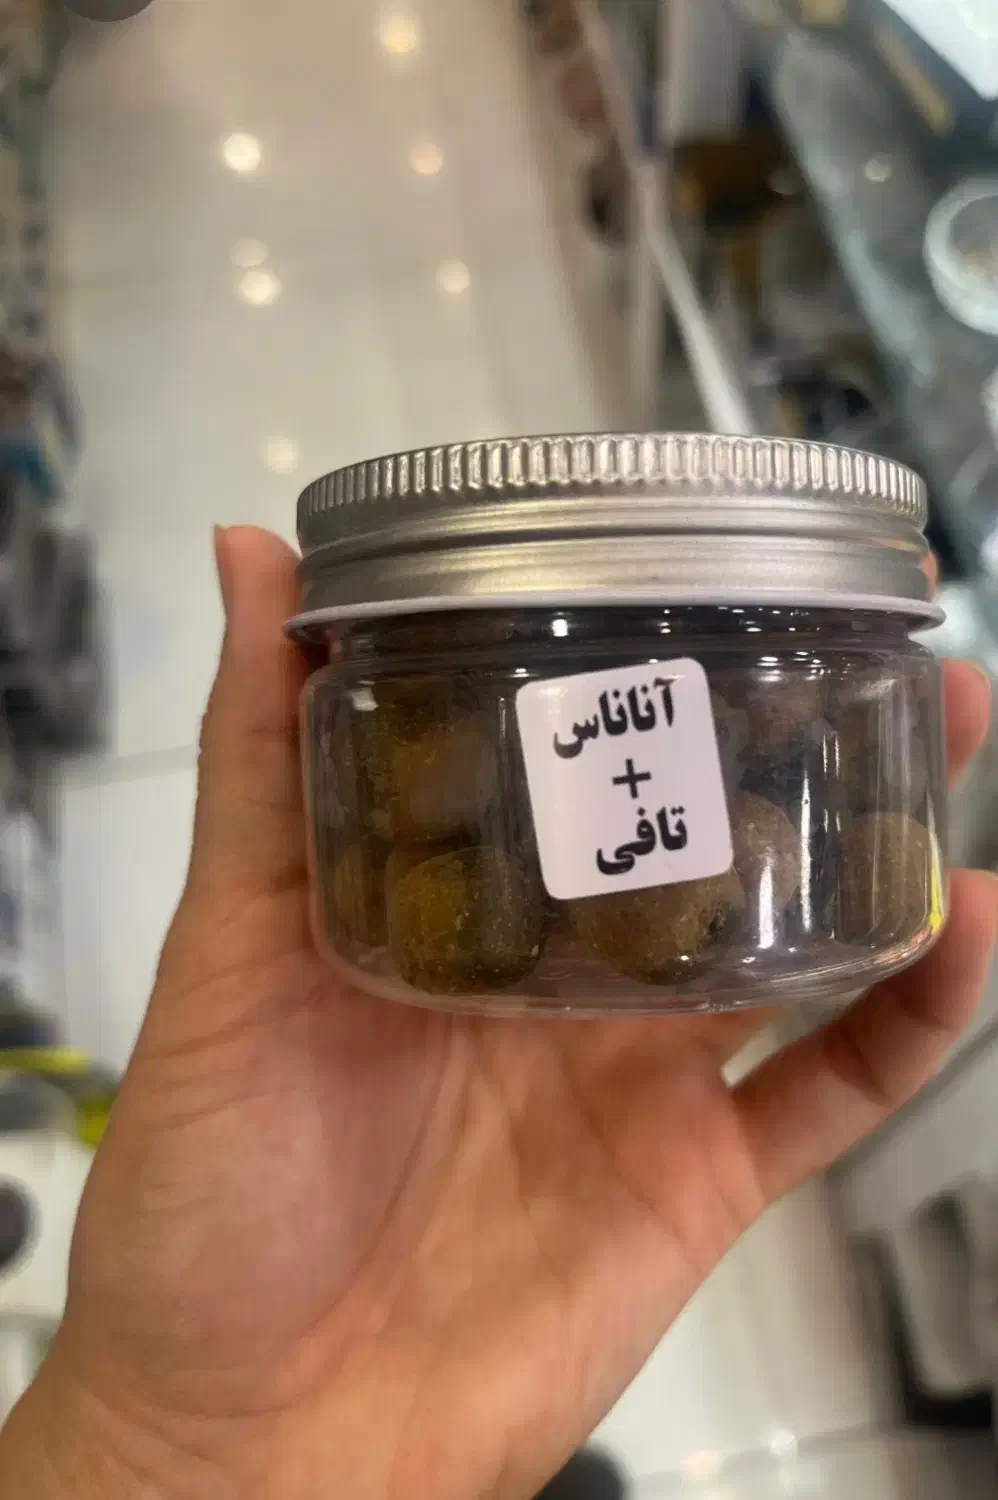 آناناس
+
تافی